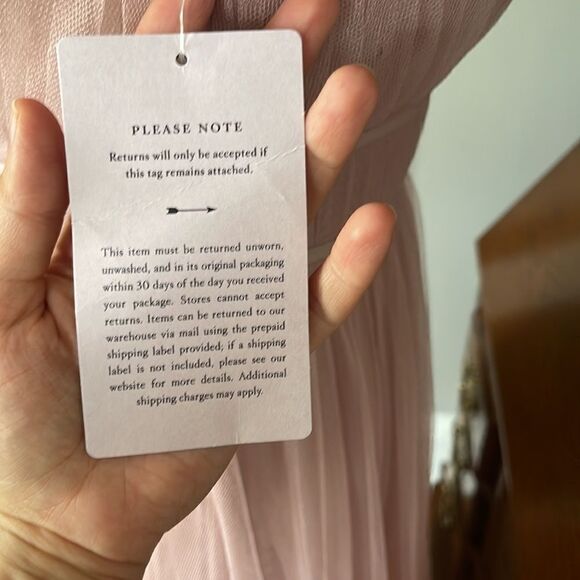 PLEASE NOTE
Returns will only be accepted if
this tag remains attached.
This item must be returned unworn,
unwashed, and in its original packaging
within 30 days of the day you received
your package. Stores cannot accept
returns. Items can be returned to our
warehouse via mail using the prepaid
shipping label provided; if a shipping
label is not included, please see our
website for more details. Additional
shipping charges may apply.